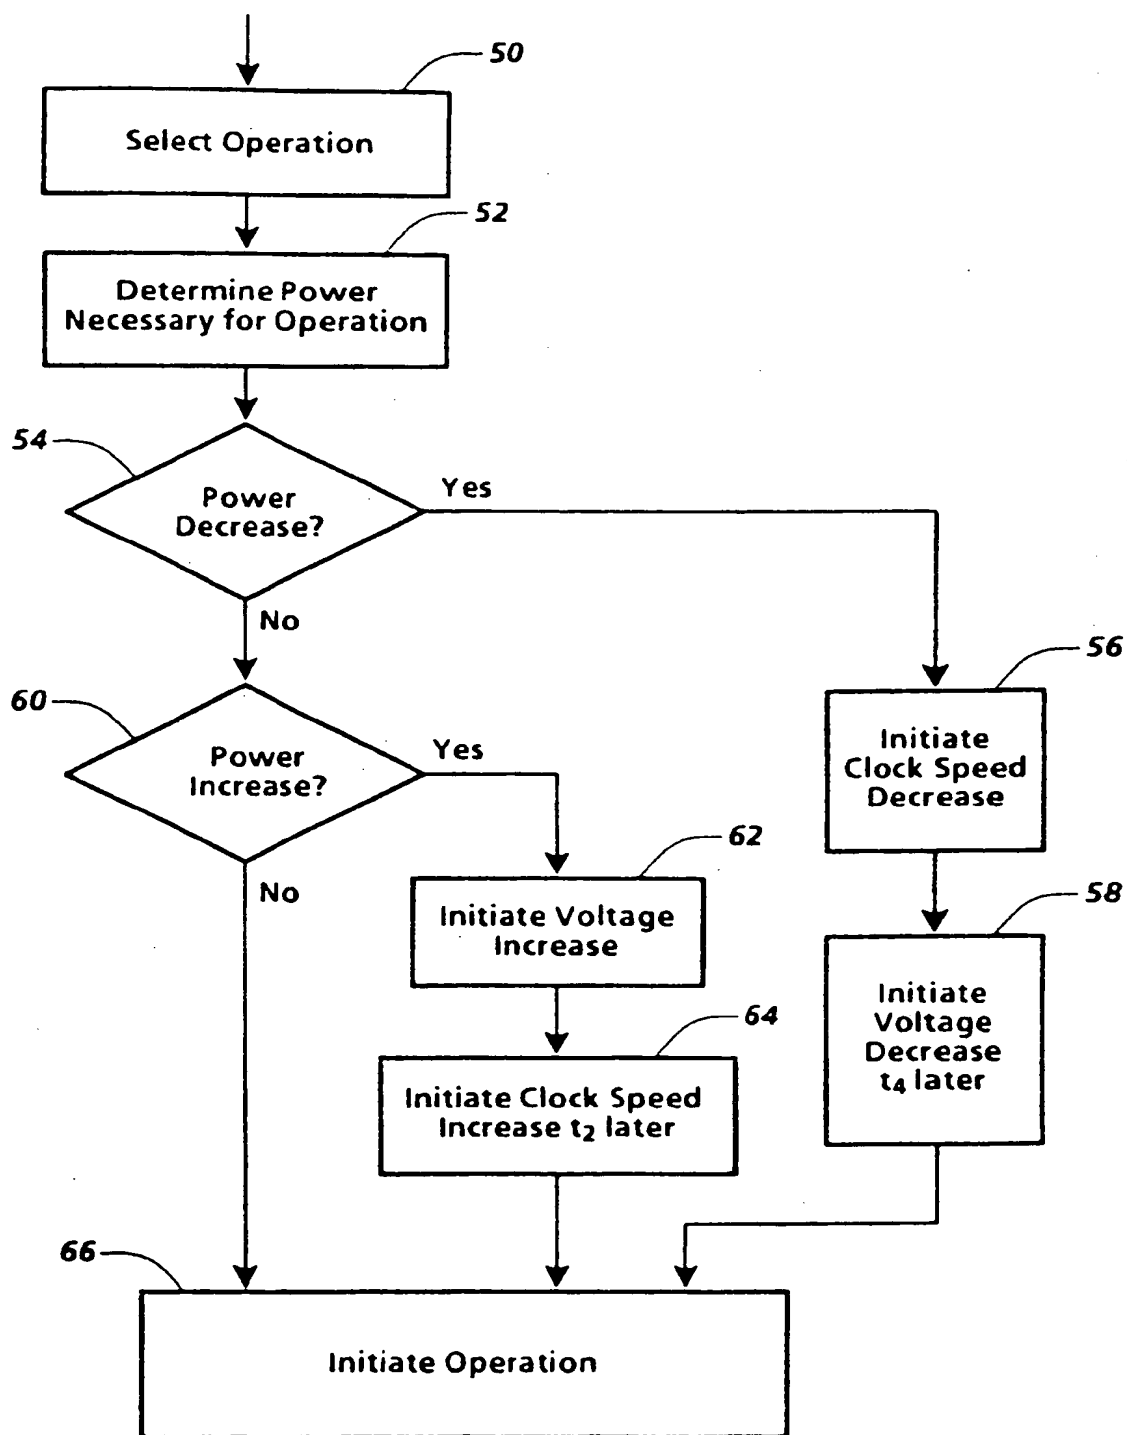 50
Select Operation
52
Determine Power
Necessary for Operation
54
Power
Decrease?
Yes
No
56
Initiate
Clock Speed
Decrease
60
Power
Increase?
Yes
No
62
Initiate Voltage
Increase
58
Initiate
Voltage
Decrease
t4 later
64
Initiate Clock Speed
Increase t2 later
66
Initiate Operation